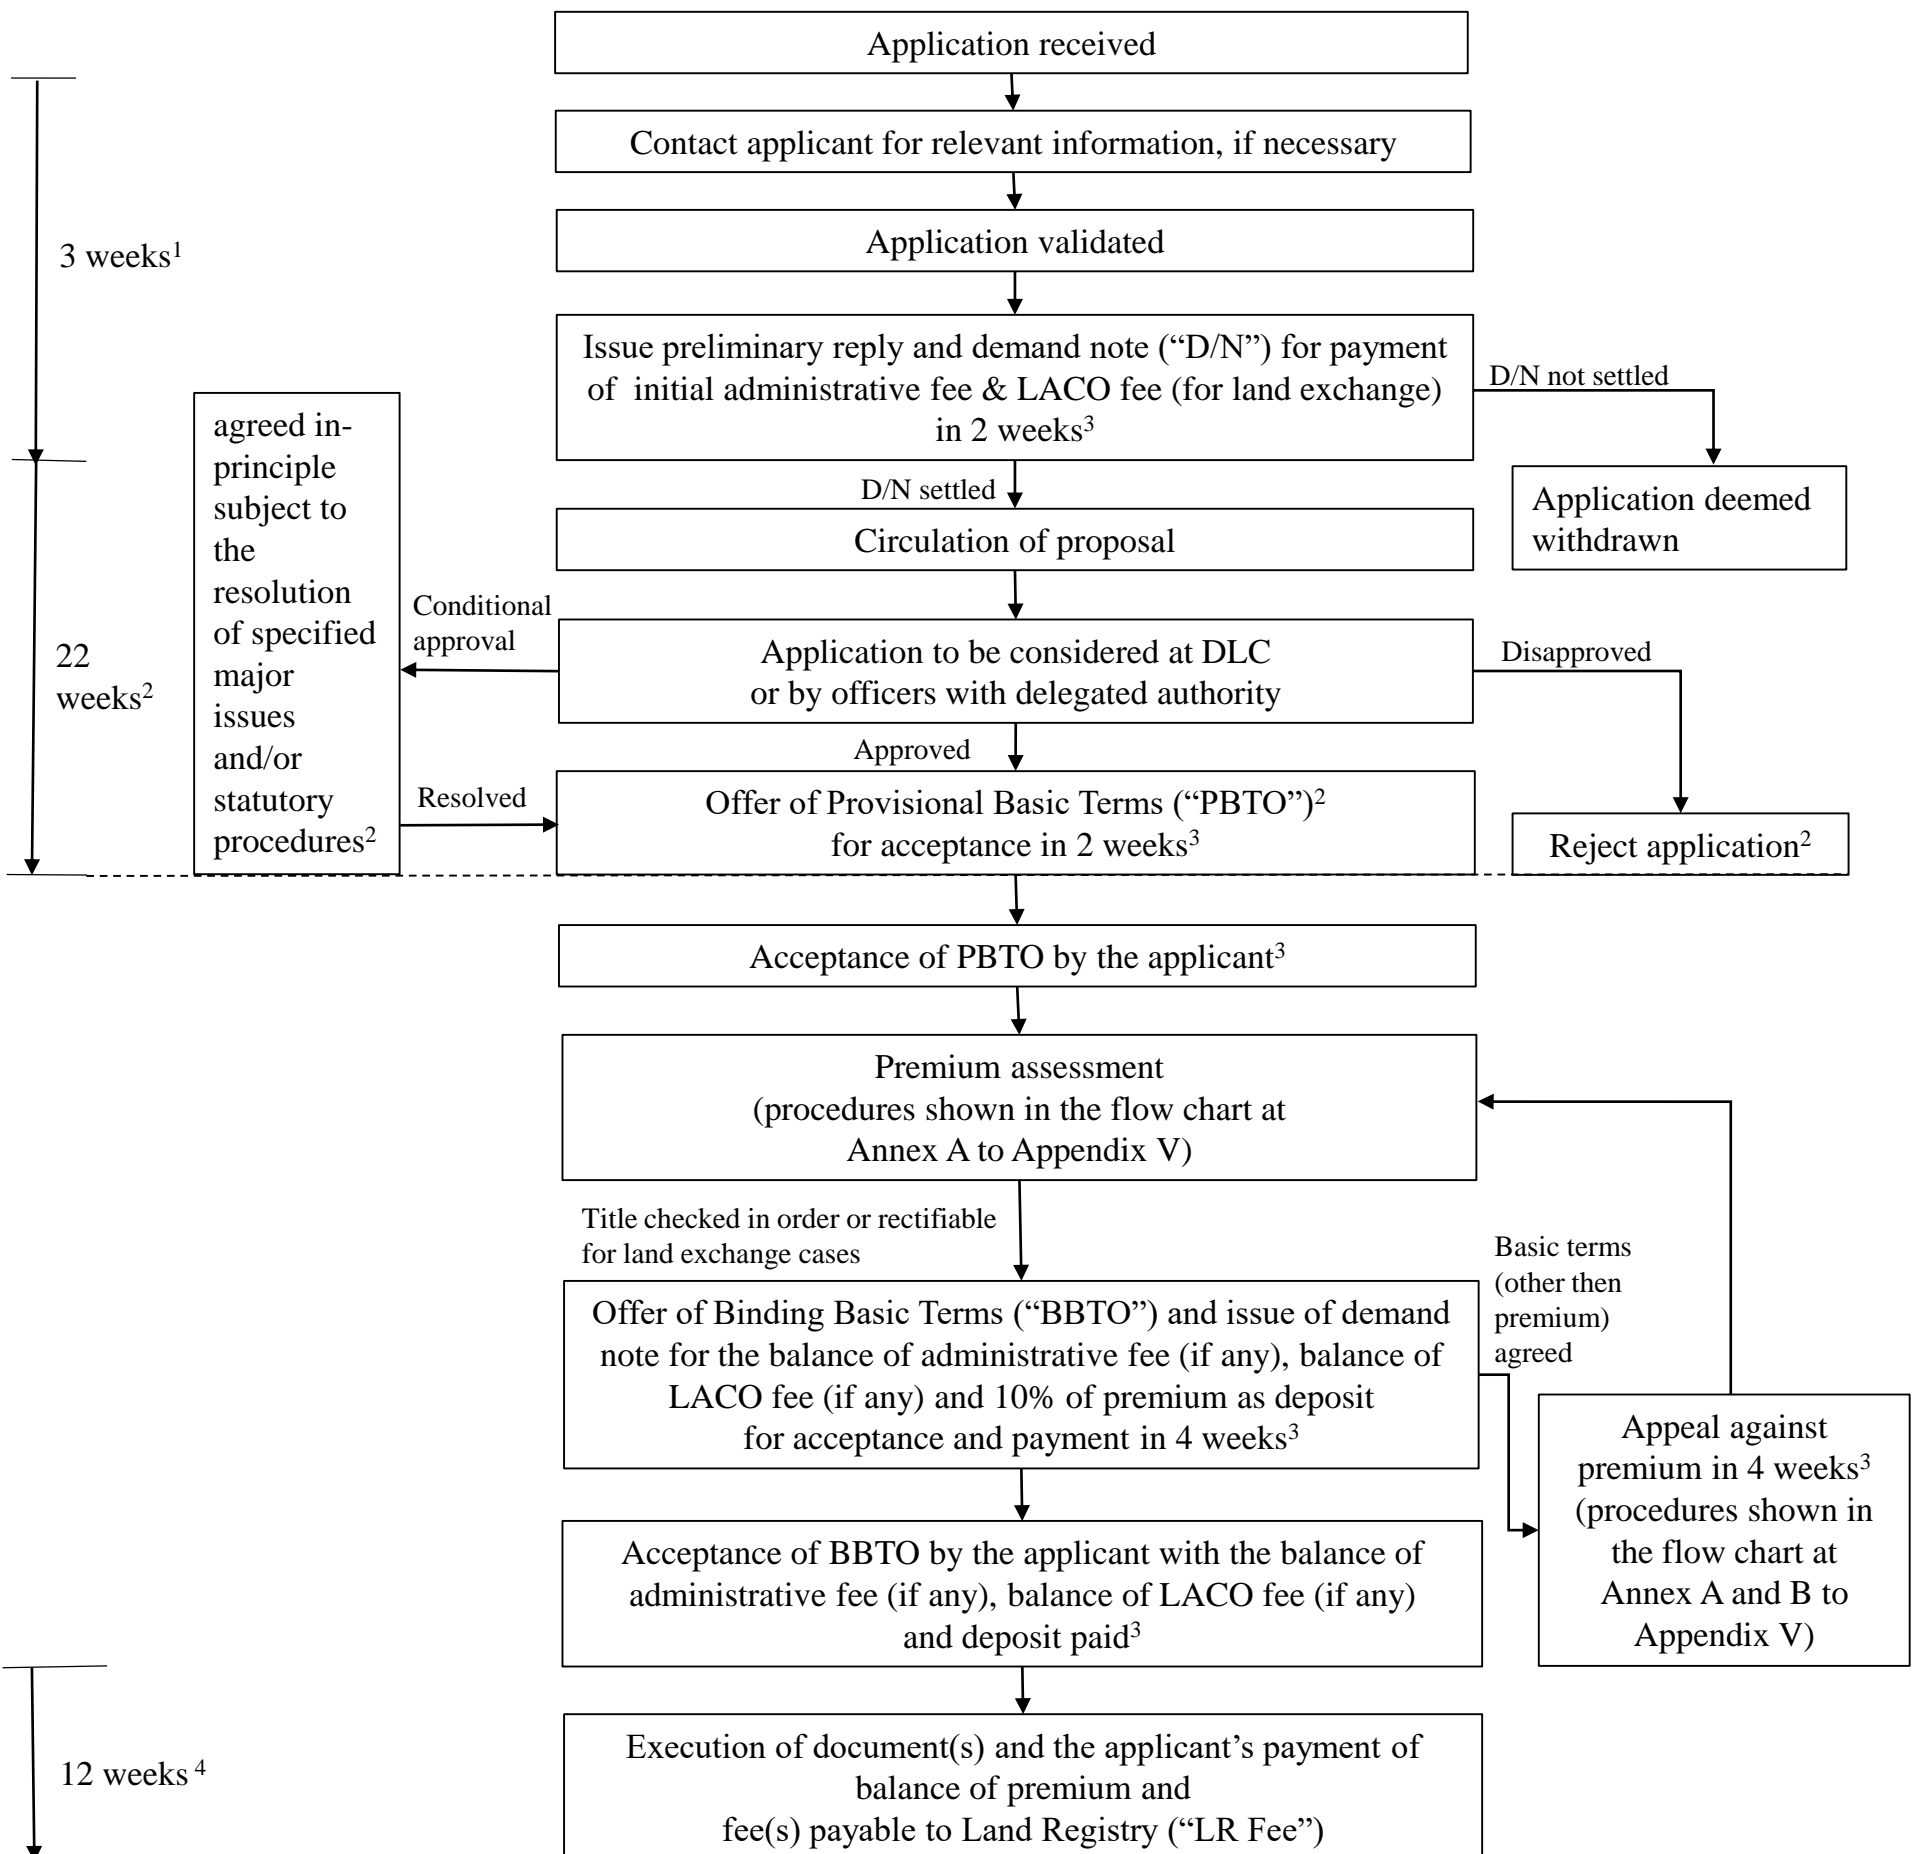 Application received
Contact applicant for relevant information, if necessary
Application validated
3 weeks¹
Issue preliminary reply and demand note (“D/N”) for payment
of initial administrative fee & LACO fee (for land exchange)
in 2 weeks³
D/N not settled
Application deemed
withdrawn
D/N settled
Circulation of proposal
Conditional
approval
agreed in-
principle
subject to
the
resolution
of specified
major
issues
and/or
statutory
procedures²
22
weeks²
Application to be considered at DLC
or by officers with delegated authority
Disapproved
Approved
Resolved
Offer of Provisional Basic Terms (“PBTO”)²
for acceptance in 2 weeks³
Reject application²
Acceptance of PBTO by the applicant³
Premium assessment
(procedures shown in the flow chart at
Annex A to Appendix V)
Title checked in order or rectifiable
for land exchange cases
Basic terms
(other then
premium)
agreed
Offer of Binding Basic Terms (“BBTO”) and issue of demand
note for the balance of administrative fee (if any), balance of
LACO fee (if any) and 10% of premium as deposit
for acceptance and payment in 4 weeks³
Appeal against
premium in 4 weeks³
(procedures shown in
the flow chart at
Annex A and B to
Appendix V)
Acceptance of BBTO by the applicant with the balance of
administrative fee (if any), balance of LACO fee (if any)
and deposit paid³
12 weeks ⁴
Execution of document(s) and the applicant’s payment of
balance of premium and
fee(s) payable to Land Registry (“LR Fee”)